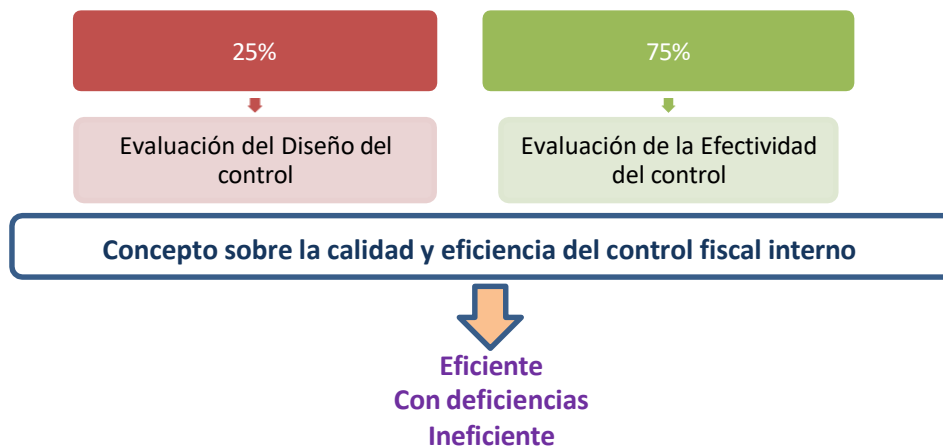 25%
75%
Evaluación del Diseño del
control
Evaluación de la Efectividad
del control
Concepto sobre la calidad y eficiencia del control fiscal interno
Eficiente
Con deficiencias
Ineficiente